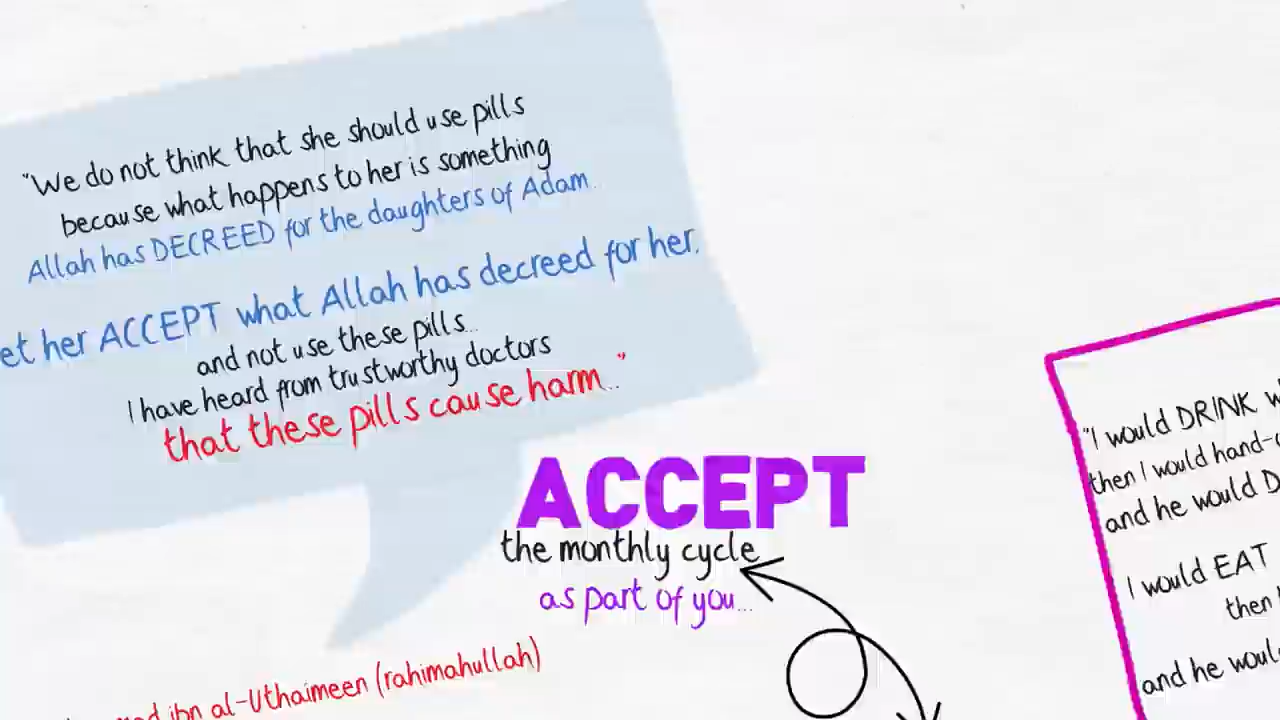 "We do not think that she should use pills
because what happens to her is something
Allah has DECREED for the daughters of Adam..
her ACCEPT what Allah has decreed for her,
and not use these pills...
I have heard from trustworthy doctors
that these pills cause harm..."
ACCEPT
the monthly cycle
as part of you...
ibn al-Uthaimeen (rahimahullah)
"I would DRINK
then I would
and he would
I would EAT
then
and he